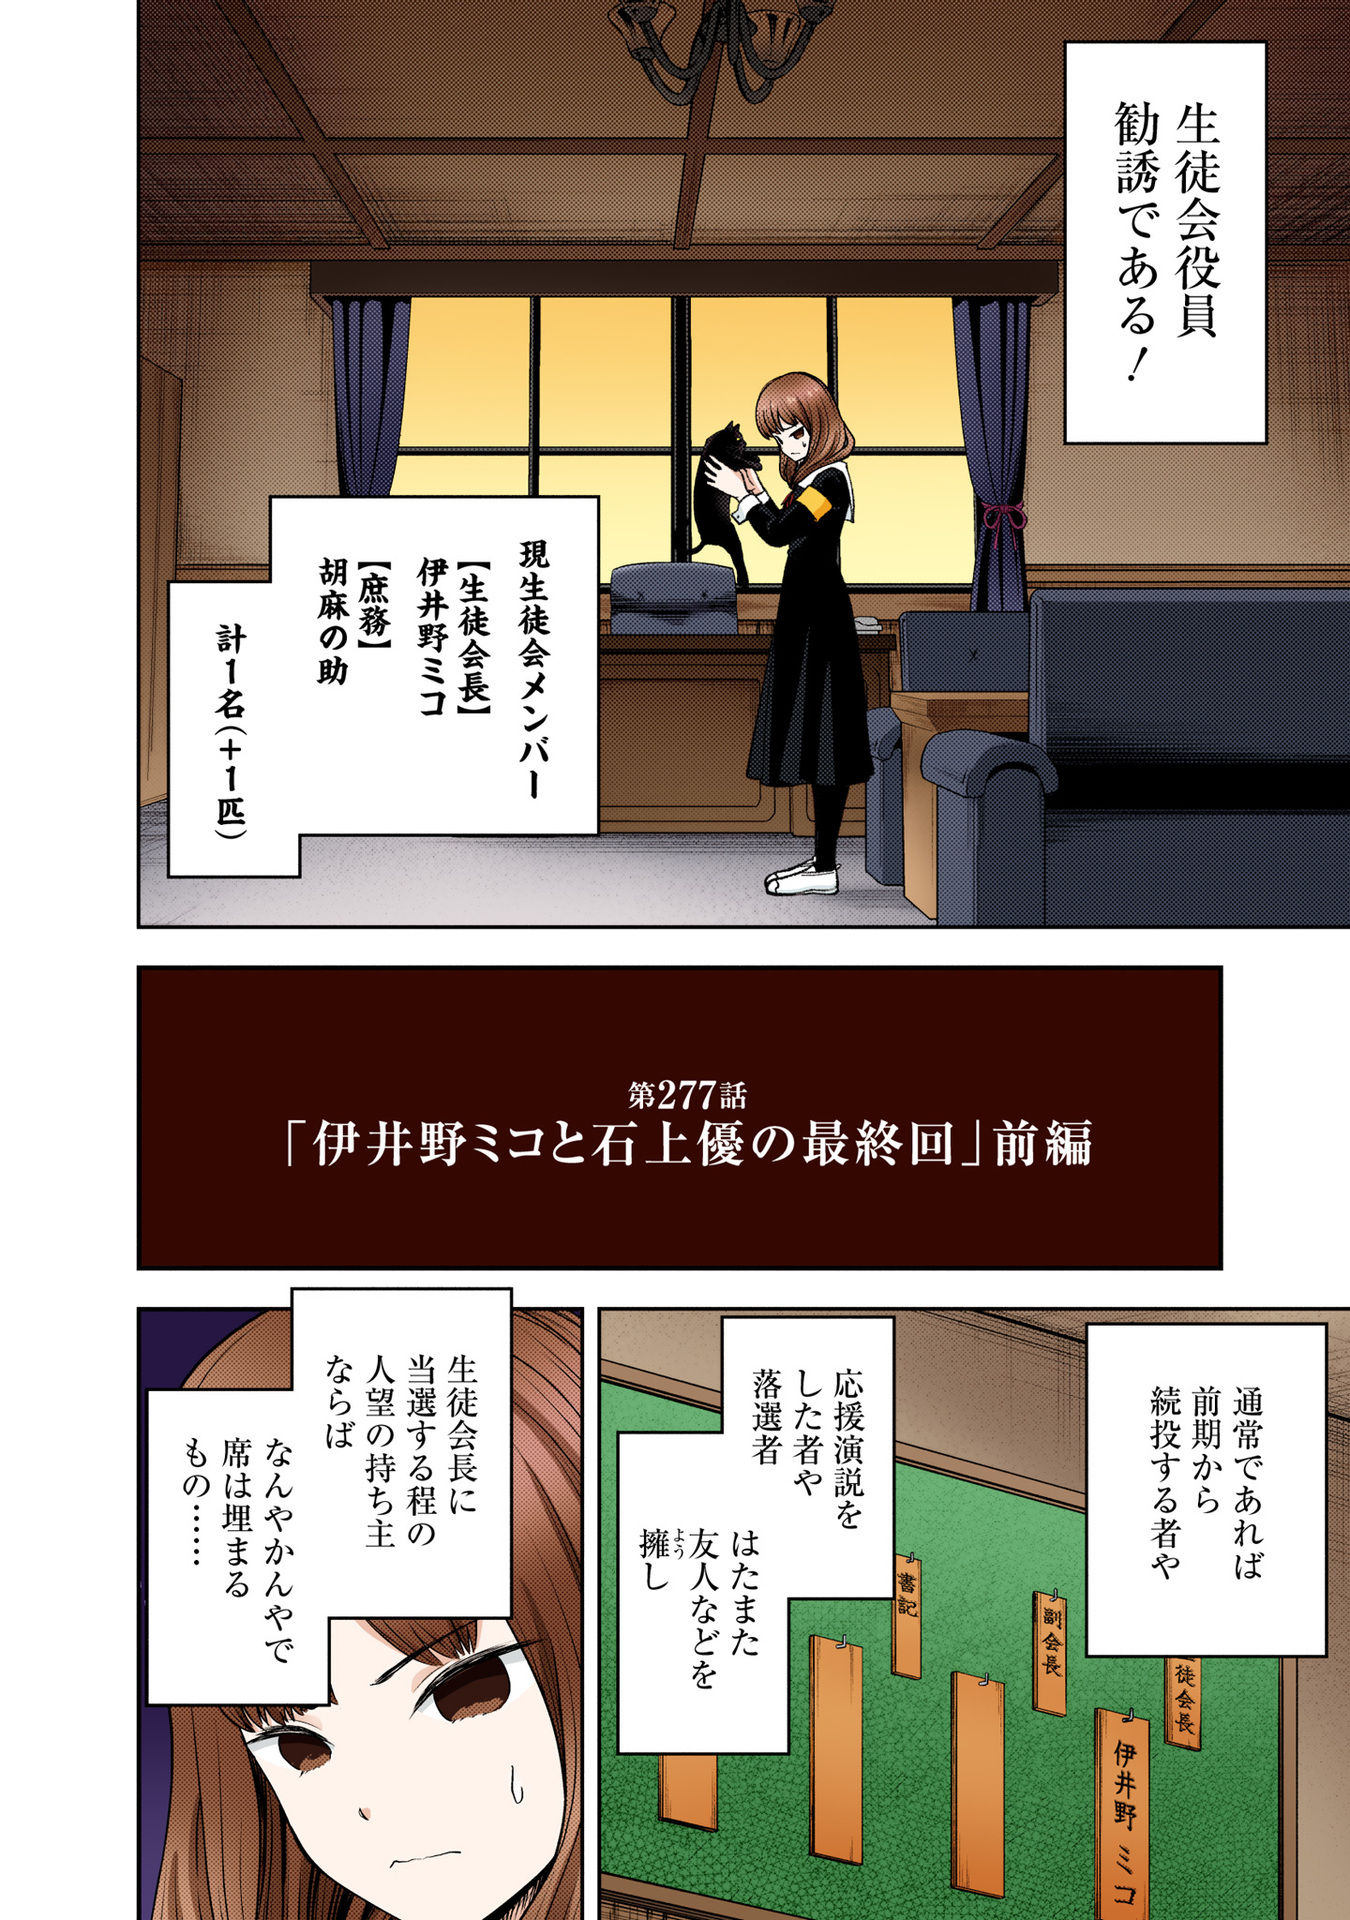 生徒会役員
勧誘である！
現生徒会メンバー
【生徒会長】
伊井野ミコ
【庶務】
胡麻の助
計1名（＋1匹）
第277話
「伊井野ミコと石上優の最終回」前編
通常であれば
前期から
続投する者や
応援演説を
した者や
落選者
はたまた
友人などを
擁し
よう
書記
副会長
徒会長
伊井野ミコ
生徒会長に
当選する程の
人望の持ち主
ならば
なんやかんやで
席は埋まる
もの……